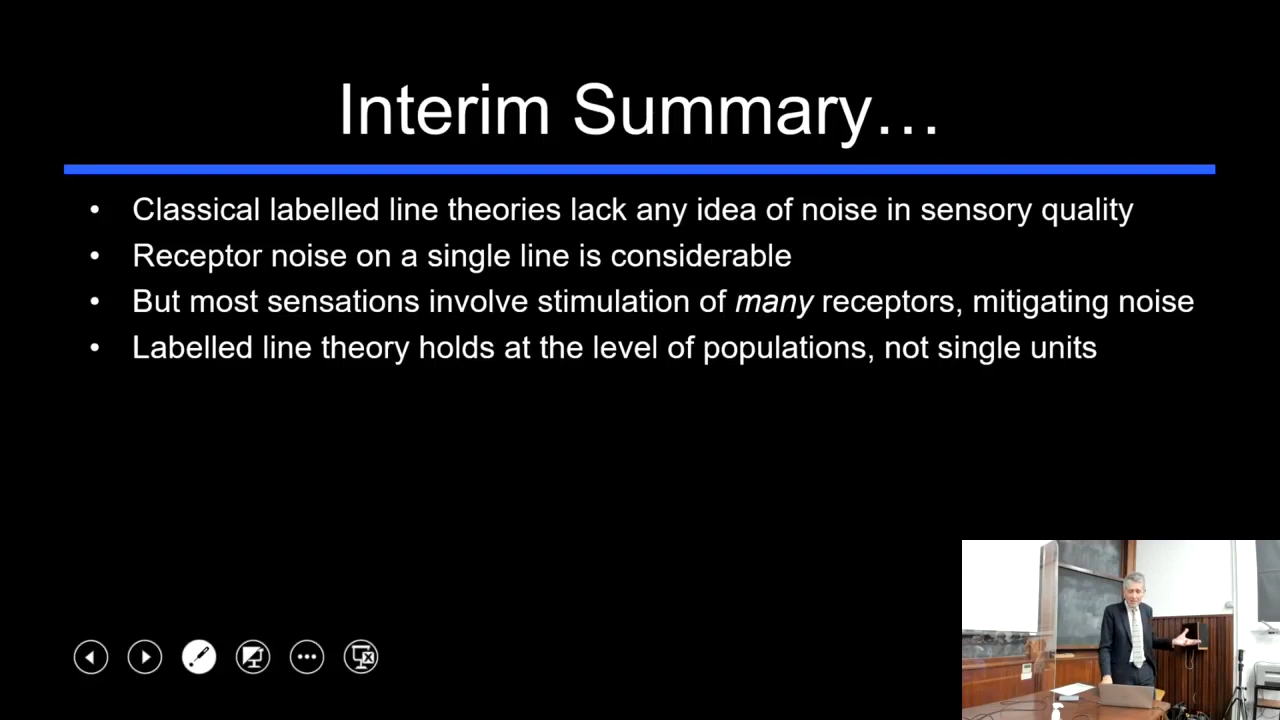 Interim Summary…
• Classical labelled line theories lack any idea of noise in sensory quality
• Receptor noise on a single line is considerable
• But most sensations involve stimulation of many receptors, mitigating noise
• Labelled line theory holds at the level of populations, not single units